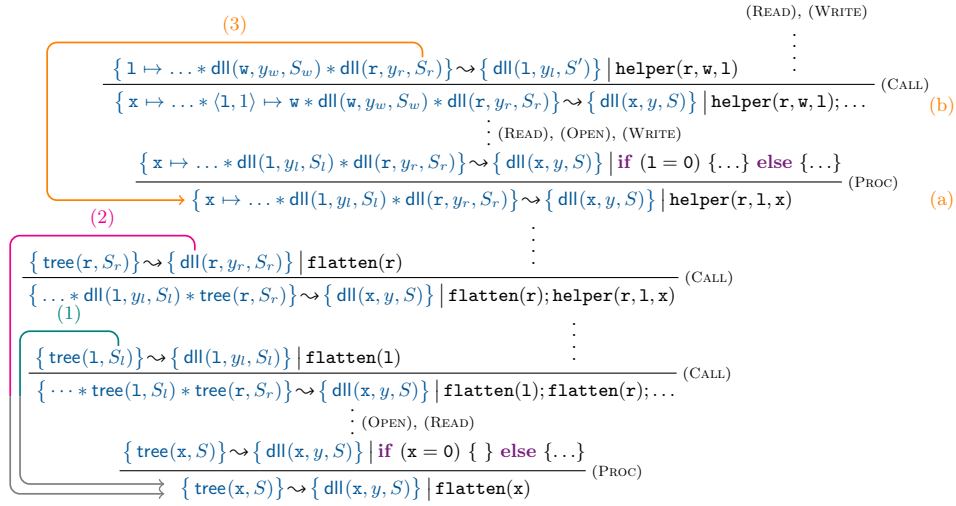 (READ), (WRITE)
(3)
{ l ↦ … * dll(w, y_w, S_w) * dll(r, y_r, S_r)} ⇝ { dll(l, y_l, S′)} | helper(r, w, l)
(CALL)
{ x ↦ … * ⟨l, 1⟩ ↦ w * dll(w, y_w, S_w) * dll(r, y_r, S_r)} ⇝ { dll(x, y, S)} | helper(r, w, l); …
(b)
(READ), (OPEN), (WRITE)
{ x ↦ … * dll(l, y_l, S_l) * dll(r, y_r, S_r)} ⇝ { dll(x, y, S)} | if (l = 0) {…} else {…}
(PROC)
{ x ↦ … * dll(l, y_l, S_l) * dll(r, y_r, S_r)} ⇝ { dll(x, y, S)} | helper(r, l, x)
(a)
(2)
{ tree(r, S_r)} ⇝ { dll(r, y_r, S_r)} | flatten(r)
(CALL)
{ … * dll(l, y_l, S_l) * tree(r, S_r)} ⇝ { dll(x, y, S)} | flatten(r); helper(r, l, x)
(1)
{ tree(l, S_l)} ⇝ { dll(l, y_l, S_l)} | flatten(l)
(CALL)
{ ⋯ * tree(l, S_l) * tree(r, S_r)} ⇝ { dll(x, y, S)} | flatten(l); flatten(r); …
(OPEN), (READ)
{ tree(x, S)} ⇝ { dll(x, y, S)} | if (x = 0) { } else {…}
(PROC)
{ tree(x, S)} ⇝ { dll(x, y, S)} | flatten(x)